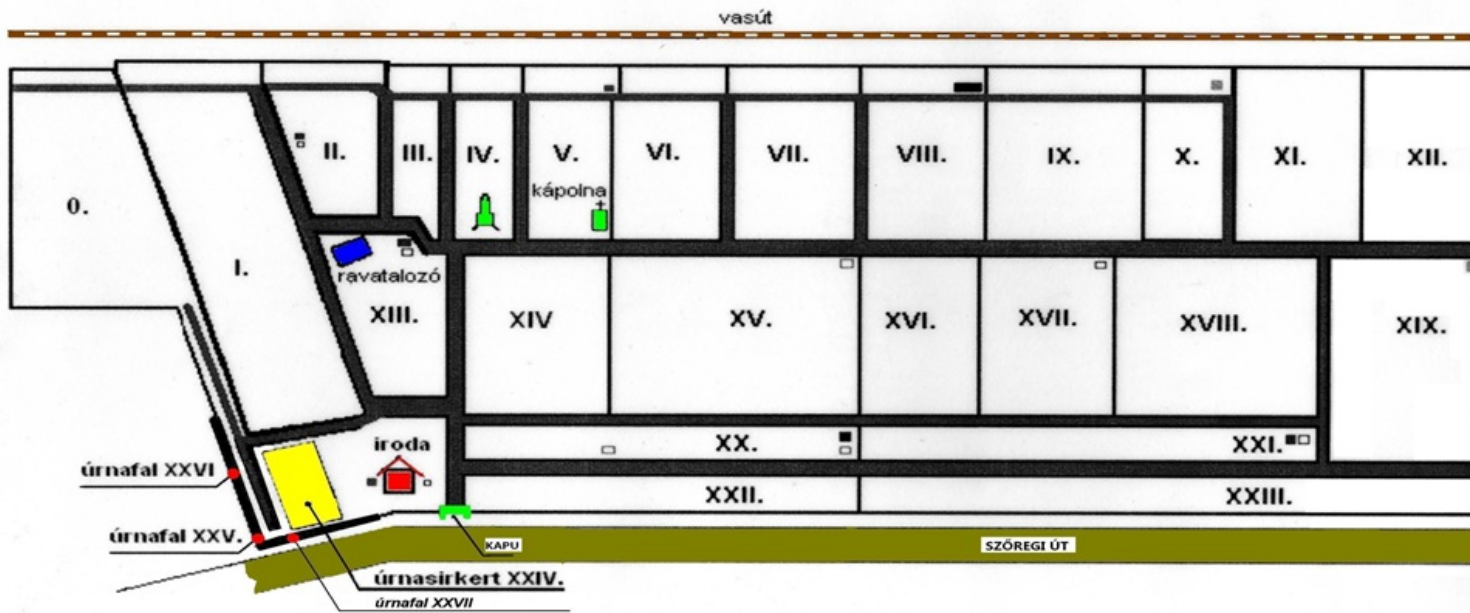 vasút
II.
III.
IV.
V.
VI.
VII.
VIII.
IX.
X.
XI.
XII.
kápolna
0.
I.
ravatalozó
XIII.
XIV
XV.
XVI.
XVII.
XVIII.
XIX.
iroda
XX.
XXI.
úrnafal XXVI
XXII.
XXIII.
úrnafal XXV.
KAPU
SZŐREGI ÚT
úrnasirkert XXIV.
úrnafal XXVII